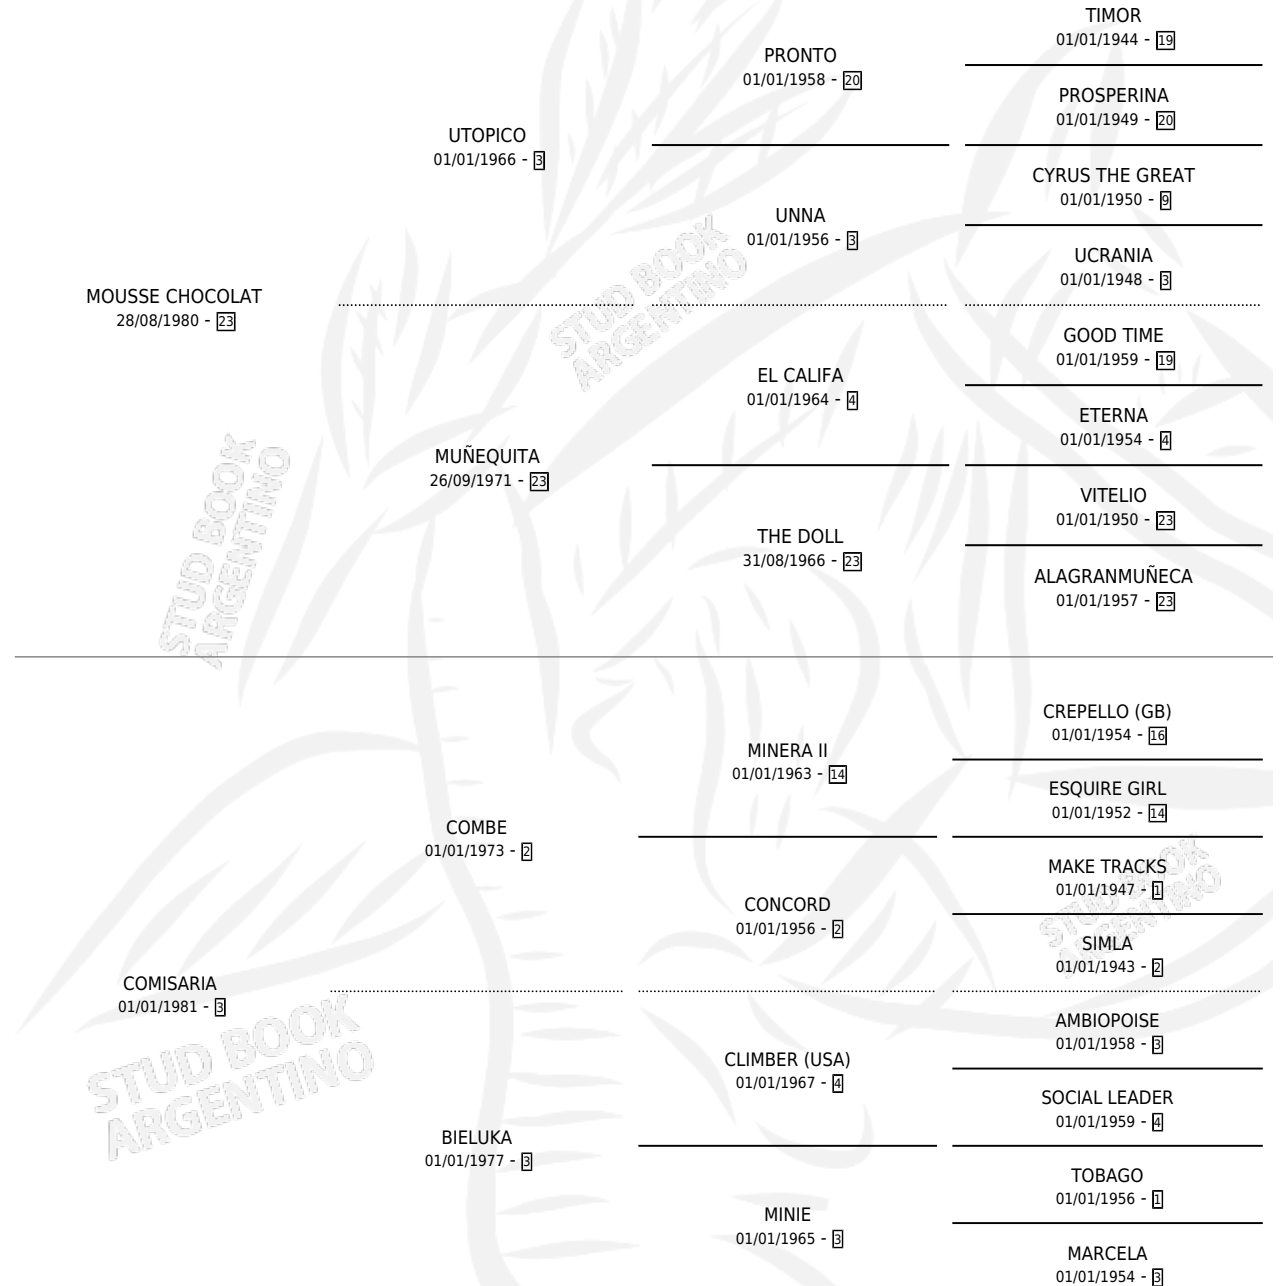 TIMOR
01/01/1944 - 19
PRONTO
01/01/1958 - 20
PROSPERINA
01/01/1949 - 20
UTOPICO
01/01/1966 - 3
CYRUS THE GREAT
01/01/1950 - 9
UNNA
01/01/1956 - 3
UCRANIA
01/01/1948 - 3
MOUSSE CHOCOLAT
28/08/1980 - 23
GOOD TIME
01/01/1959 - 19
EL CALIFA
01/01/1964 - 4
ETERNA
01/01/1954 - 4
MUÑEQUITA
26/09/1971 - 23
VITELIO
01/01/1950 - 23
THE DOLL
31/08/1966 - 23
ALAGRANMUÑECA
01/01/1957 - 23
CREPELLO (GB)
01/01/1954 - 16
MINERA II
01/01/1963 - 14
ESQUIRE GIRL
01/01/1952 - 14
COMBE
01/01/1973 - 2
MAKE TRACKS
01/01/1947 - 1
CONCORD
01/01/1956 - 2
SIMLA
01/01/1943 - 2
COMISARIA
01/01/1981 - 3
AMBIOPOISE
01/01/1958 - 3
CLIMBER (USA)
01/01/1967 - 4
SOCIAL LEADER
01/01/1959 - 4
BIELUKA
01/01/1977 - 3
TOBAGO
01/01/1956 - 1
MINIE
01/01/1965 - 3
MARCELA
01/01/1954 - 3
STUD BOOK
ARGENTINO
STUD BOOK
ARGENTINO
STUD BOOK
ARGENTINO
STUD BOOK
ARGENTINO